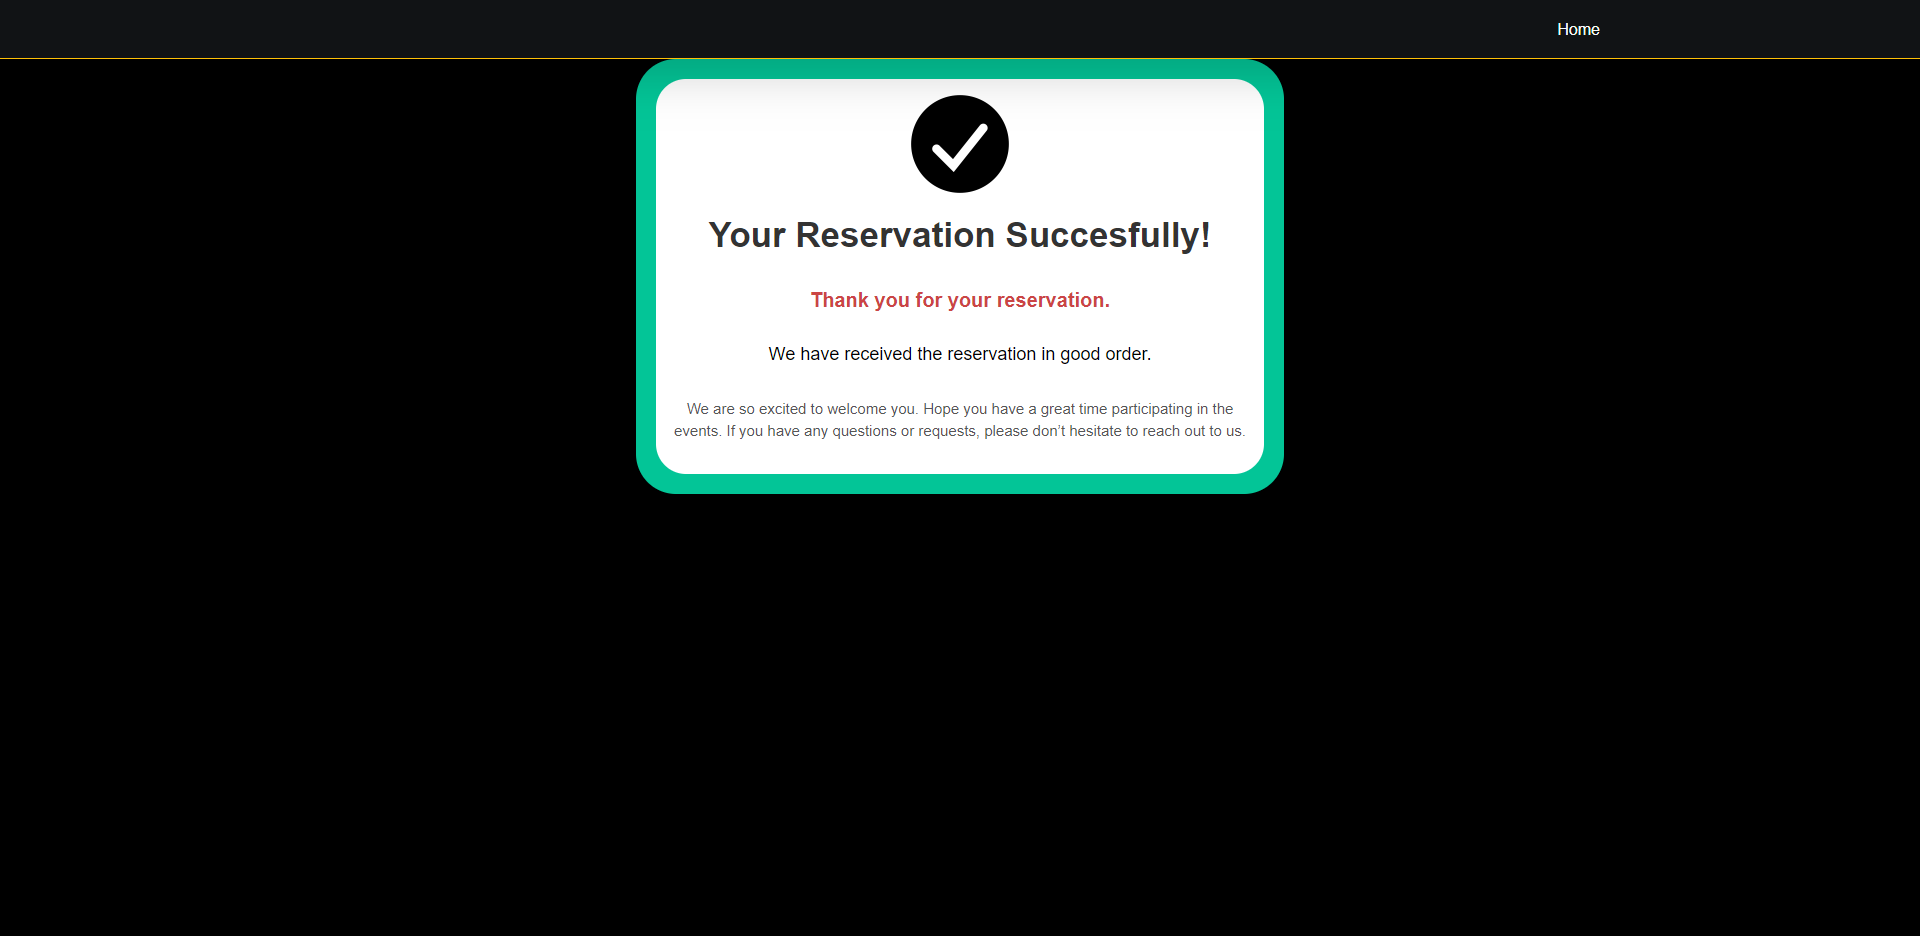 Home
Your Reservation Succesfully!
Thank you for your reservation.
We have received the reservation in good order.
We are so excited to welcome you. Hope you have a great time participating in the
events. If you have any questions or requests, please don’t hesitate to reach out to us.